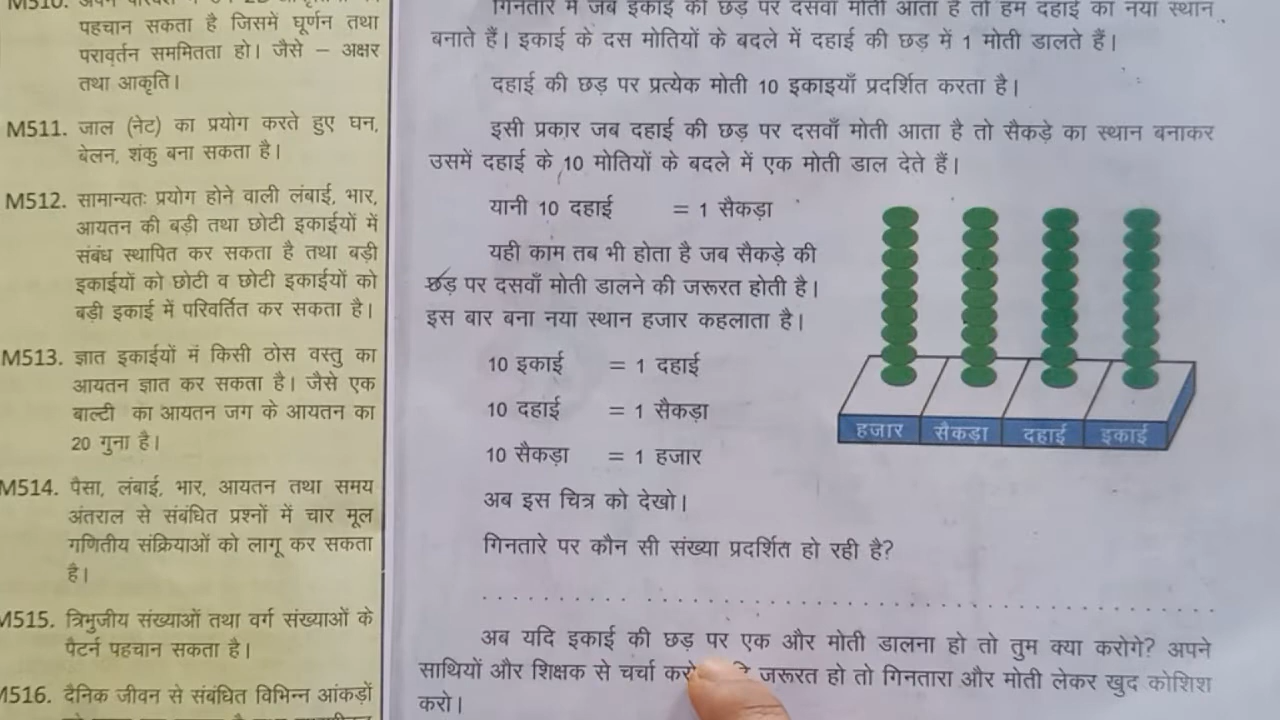 M510.
पहचान सकता है जिसमें घूर्णन तथा
परावर्तन सममितता हो। जैसे – अक्षर
तथा आकृति।
M511. जाल (नेट) का प्रयोग करते हुए घन,
बेलन, शंकु बना सकता है।
M512. सामान्यतः प्रयोग होने वाली लंबाई, भार,
आयतन की बड़ी तथा छोटी इकाईयों में
संबंध स्थापित कर सकता है तथा बड़ी
इकाईयों को छोटी व छोटी इकाईयों को
बड़ी इकाई में परिवर्तित कर सकता है।
M513. ज्ञात इकाईयों में किसी ठोस वस्तु का
आयतन ज्ञात कर सकता है। जैसे एक
बाल्टी का आयतन जग के आयतन का
20 गुना है।
M514. पैसा, लंबाई, भार, आयतन तथा समय
अंतराल से संबंधित प्रश्नों में चार मूल
गणितीय संक्रियाओं को लागू कर सकता
है।
M515. त्रिभुजीय संख्याओं तथा वर्ग संख्याओं के
पैटर्न पहचान सकता है।
M516. दैनिक जीवन से संबंधित विभिन्न आंकड़ों
गिनतारे में जब इकाई की छड़ पर दसवाँ मोती आता है तो हम दहाई का नया स्थान
बनाते हैं। इकाई के दस मोतियों के बदले में दहाई की छड़ में 1 मोती डालते हैं।
दहाई की छड़ पर प्रत्येक मोती 10 इकाइयाँ प्रदर्शित करता है।
इसी प्रकार जब दहाई की छड़ पर दसवाँ मोती आता है तो सैकड़े का स्थान बनाकर
उसमें दहाई के 10 मोतियों के बदले में एक मोती डाल देते हैं।
यानी 10 दहाई = 1 सैकड़ा
यही काम तब भी होता है जब सैकड़े की
छड़ पर दसवाँ मोती डालने की जरूरत होती है।
इस बार बना नया स्थान हजार कहलाता है।
10 इकाई = 1 दहाई
10 दहाई = 1 सैकड़ा
10 सैकड़ा = 1 हजार
हजार सैकड़ा दहाई इकाई
अब इस चित्र को देखो।
गिनतारे पर कौन सी संख्या प्रदर्शित हो रही है?
अब यदि इकाई की छड़ पर एक और मोती डालना हो तो तुम क्या करोगे? अपने
साथियों और शिक्षक से चर्चा जरूरत हो तो गिनतारा और मोती लेकर खुद कोशिश
करो।